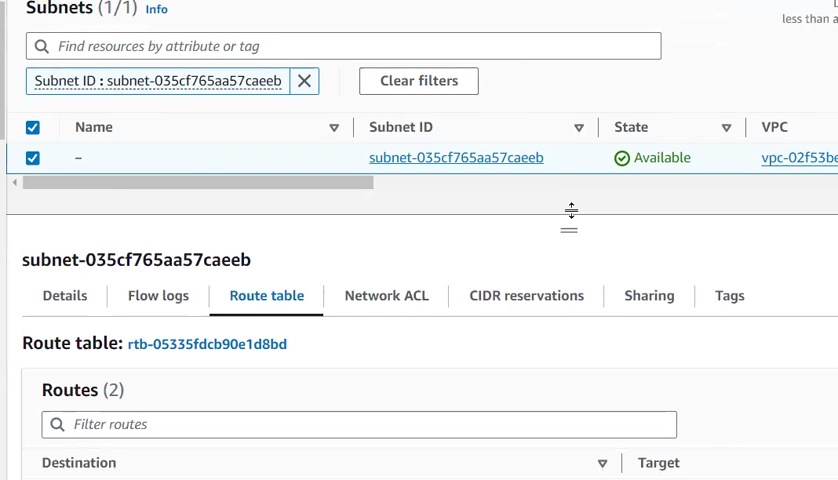 Subnets (1/1) Info
less than a
Find resources by attribute or tag
Subnet ID : subnet-035cf765aa57caeeb
Clear filters
Name Subnet ID State VPC
– subnet-035cf765aa57caeeb Available vpc-02f53be
subnet-035cf765aa57caeeb
Details Flow logs Route table Network ACL CIDR reservations Sharing Tags
Route table: rtb-05335fdcb90e1d8bd
Routes (2)
Filter routes
Destination Target